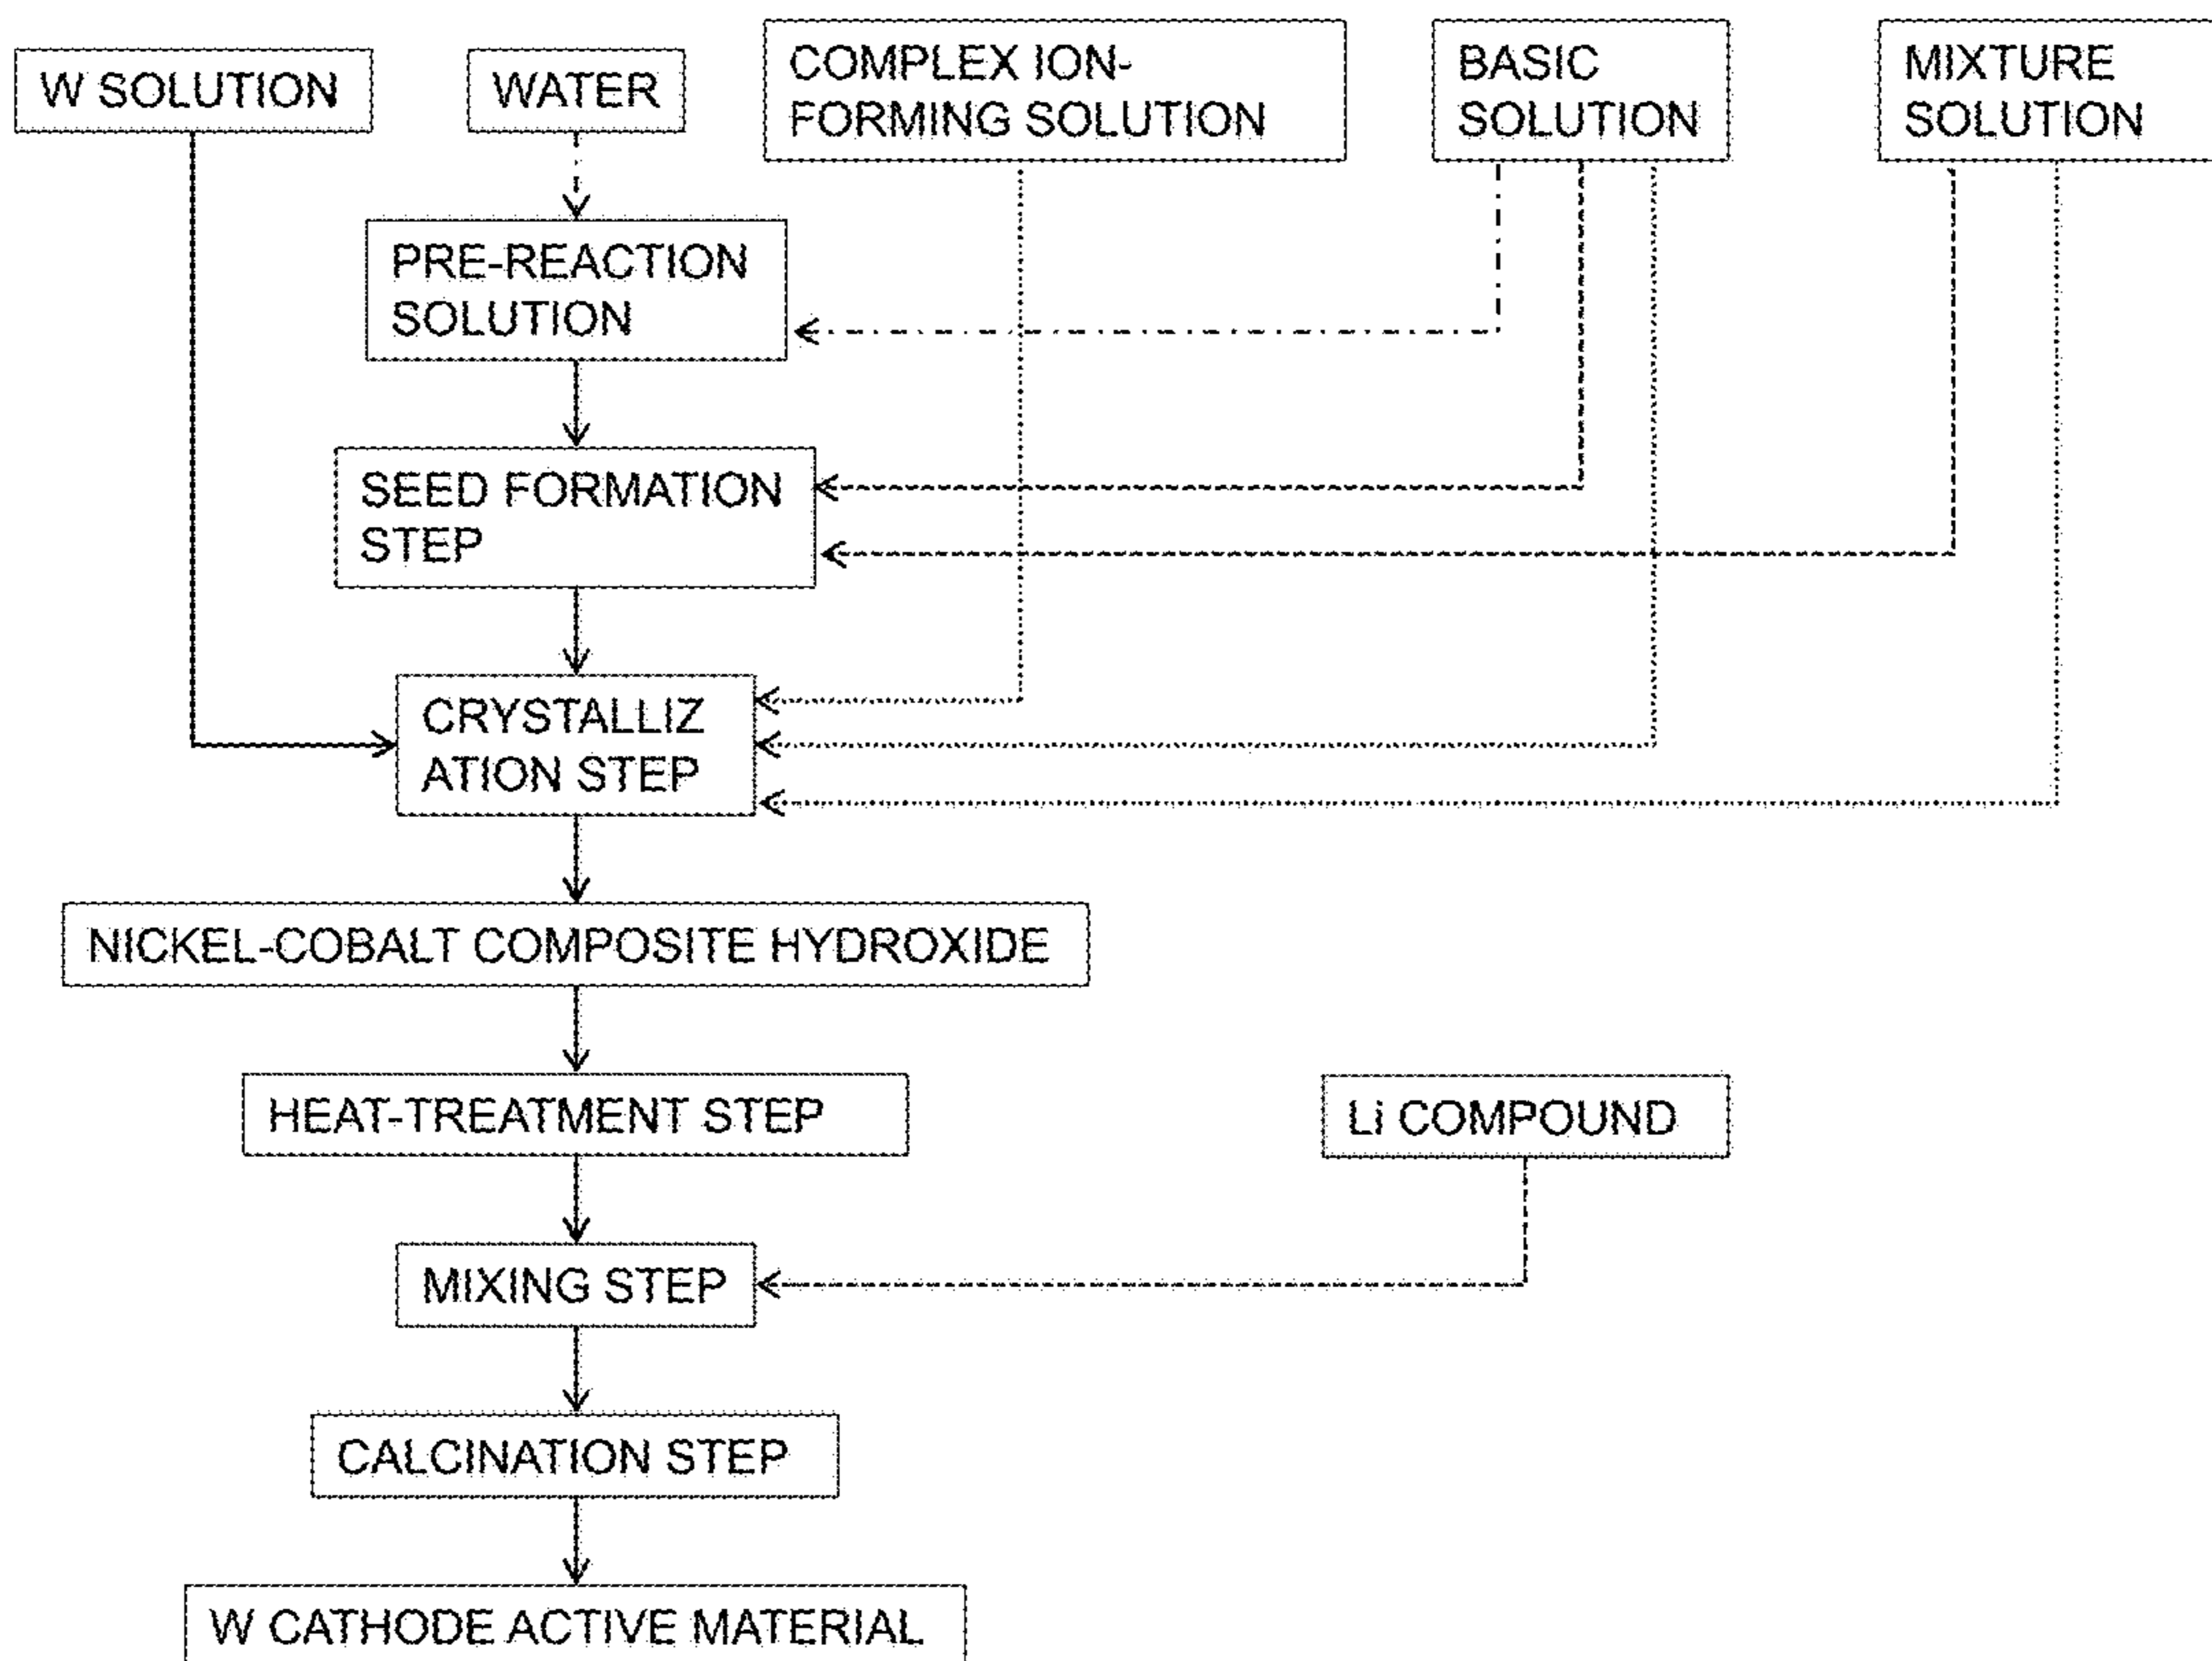 W SOLUTION
WATER
COMPLEX ION-
FORMING SOLUTION
BASIC
SOLUTION
MIXTURE
SOLUTION
PRE-REACTION
SOLUTION
SEED FORMATION
STEP
CRYSTALLIZ
ATION STEP
NICKEL-COBALT COMPOSITE HYDROXIDE
HEAT-TREATMENT STEP
Li COMPOUND
MIXING STEP
CALCINATION STEP
W CATHODE ACTIVE MATERIAL